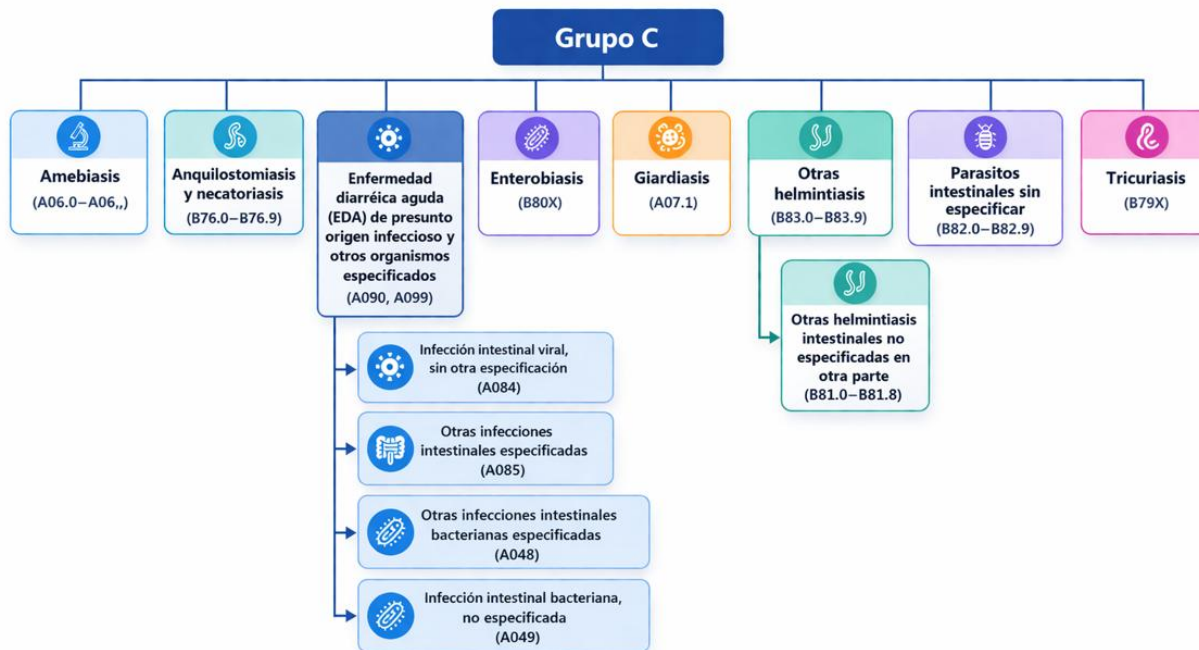 Grupo C
Amebiasis
(A06.0–A06,,)
Anquilostomiasis
y necatoriasis
(B76.0–B76.9)
Enfermedad
diarréica aguda
(EDA) de presunto
origen infeccioso y
otros organismos
especificados
(A090, A099)
Enterobiasis
(B80X)
Giardiasis
(A07.1)
Otras
helmintiasis
(B83.0–B83.9)
Parasitos
intestinales sin
especificar
(B82.0–B82.9)
Tricuriasis
(B79X)
Infección intestinal viral,
sin otra especificación
(A084)
Otras infecciones
intestinales especificadas
(A085)
Otras infecciones intestinales
bacterianas especificadas
(A048)
Infección intestinal bacteriana,
no especificada
(A049)
Otras helmintiasis
intestinales no
especificadas en
otra parte
(B81.0–B81.8)